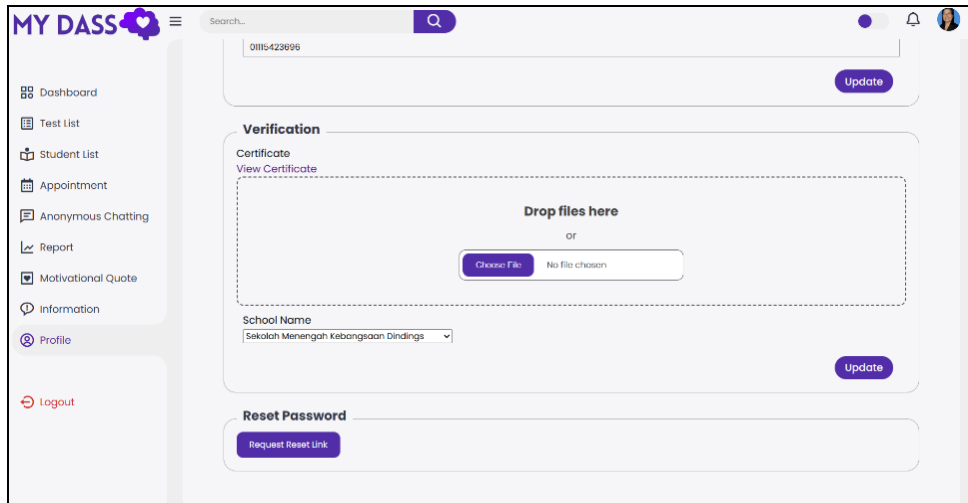 MY DASS
Search...
01115423696
Update
Dashboard
Test List
Student List
Appointment
Anonymous Chatting
Report
Motivational Quote
Information
Profile
Logout
Verification
Certificate
View Certificate
Drop files here
or
Choose File No file chosen
School Name
Sekolah Menengah Kebangsaan Dindings
Update
Reset Password
Request Reset Link